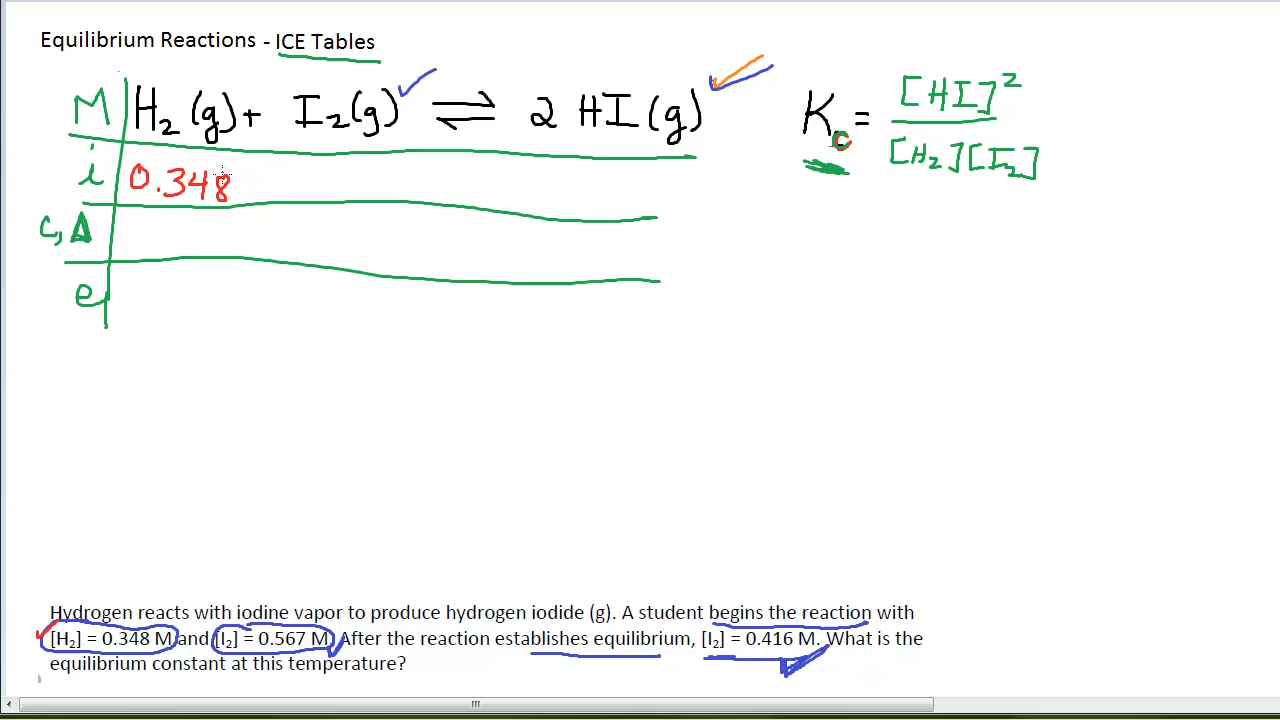 Equilibrium Reactions - ICE Tables
M H₂(g) + I₂(g) ⇌ 2 HI(g) Kc = [HI]² / [H₂][I₂]
i 0.348
c, Δ
e
Hydrogen reacts with iodine vapor to produce hydrogen iodide (g). A student begins the reaction with
[H₂] = 0.348 M and [I₂] = 0.567 M. After the reaction establishes equilibrium, [I₂] = 0.416 M. What is the
equilibrium constant at this temperature?